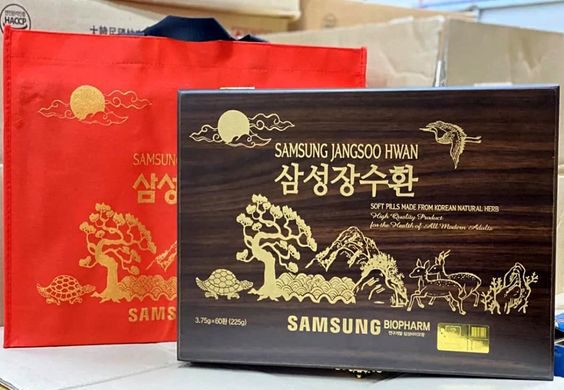 HACCP
SAMSUNG
삼성
SAMSUNG
SAMSUNG JANGSOO HWAN
삼성장수환
SOFT PILLS MADE FROM KOREAN NATURAL HERB
High Quality Product
for the Health of All Modern Adults
3.75g×60환 (225g)
SAMSUNG BIOPHARM